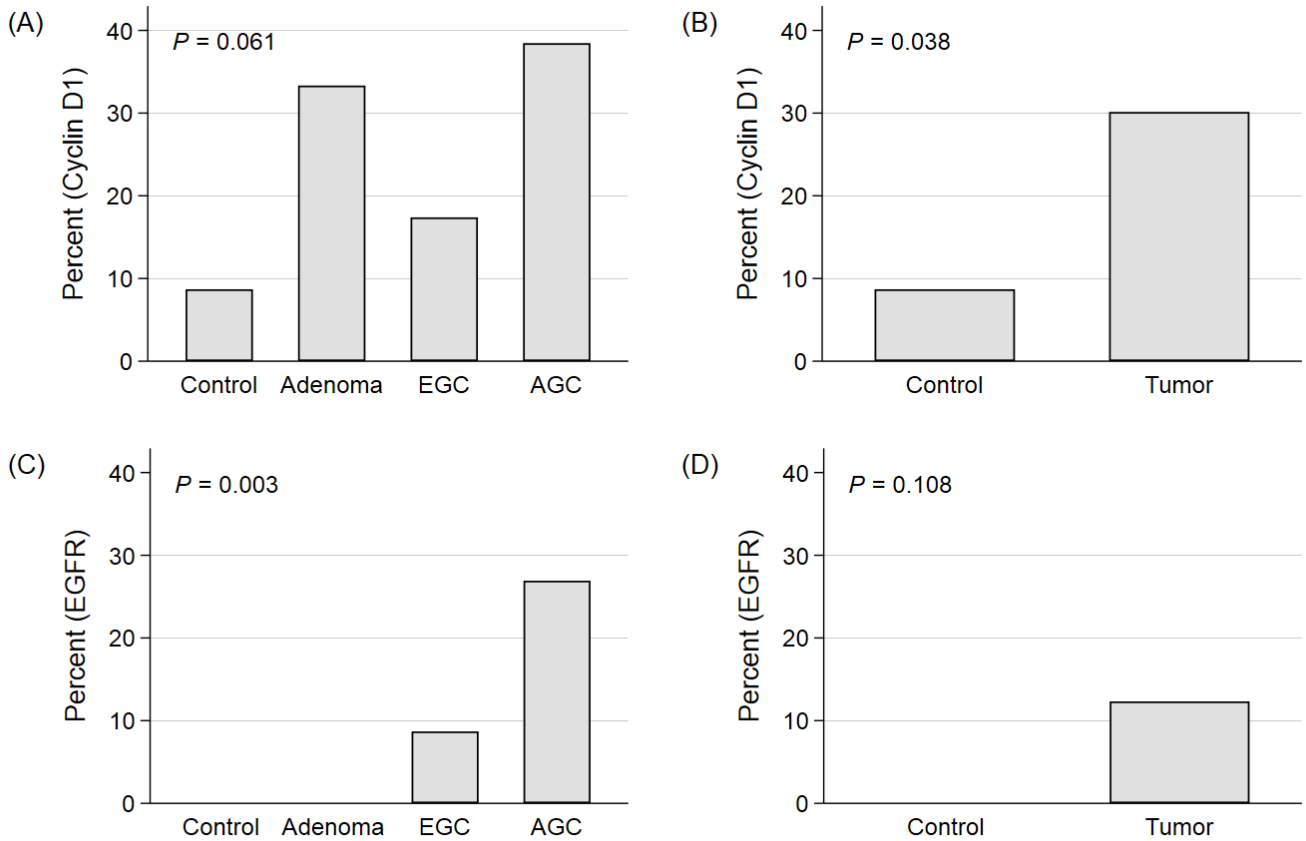 (A)
P = 0.061
Percent (Cyclin D1)
40
30
20
10
0
Control Adenoma EGC AGC
(B)
P = 0.038
Percent (Cyclin D1)
40
30
20
10
0
Control Tumor
(C)
P = 0.003
Percent (EGFR)
40
30
20
10
0
Control Adenoma EGC AGC
(D)
P = 0.108
Percent (EGFR)
40
30
20
10
0
Control Tumor